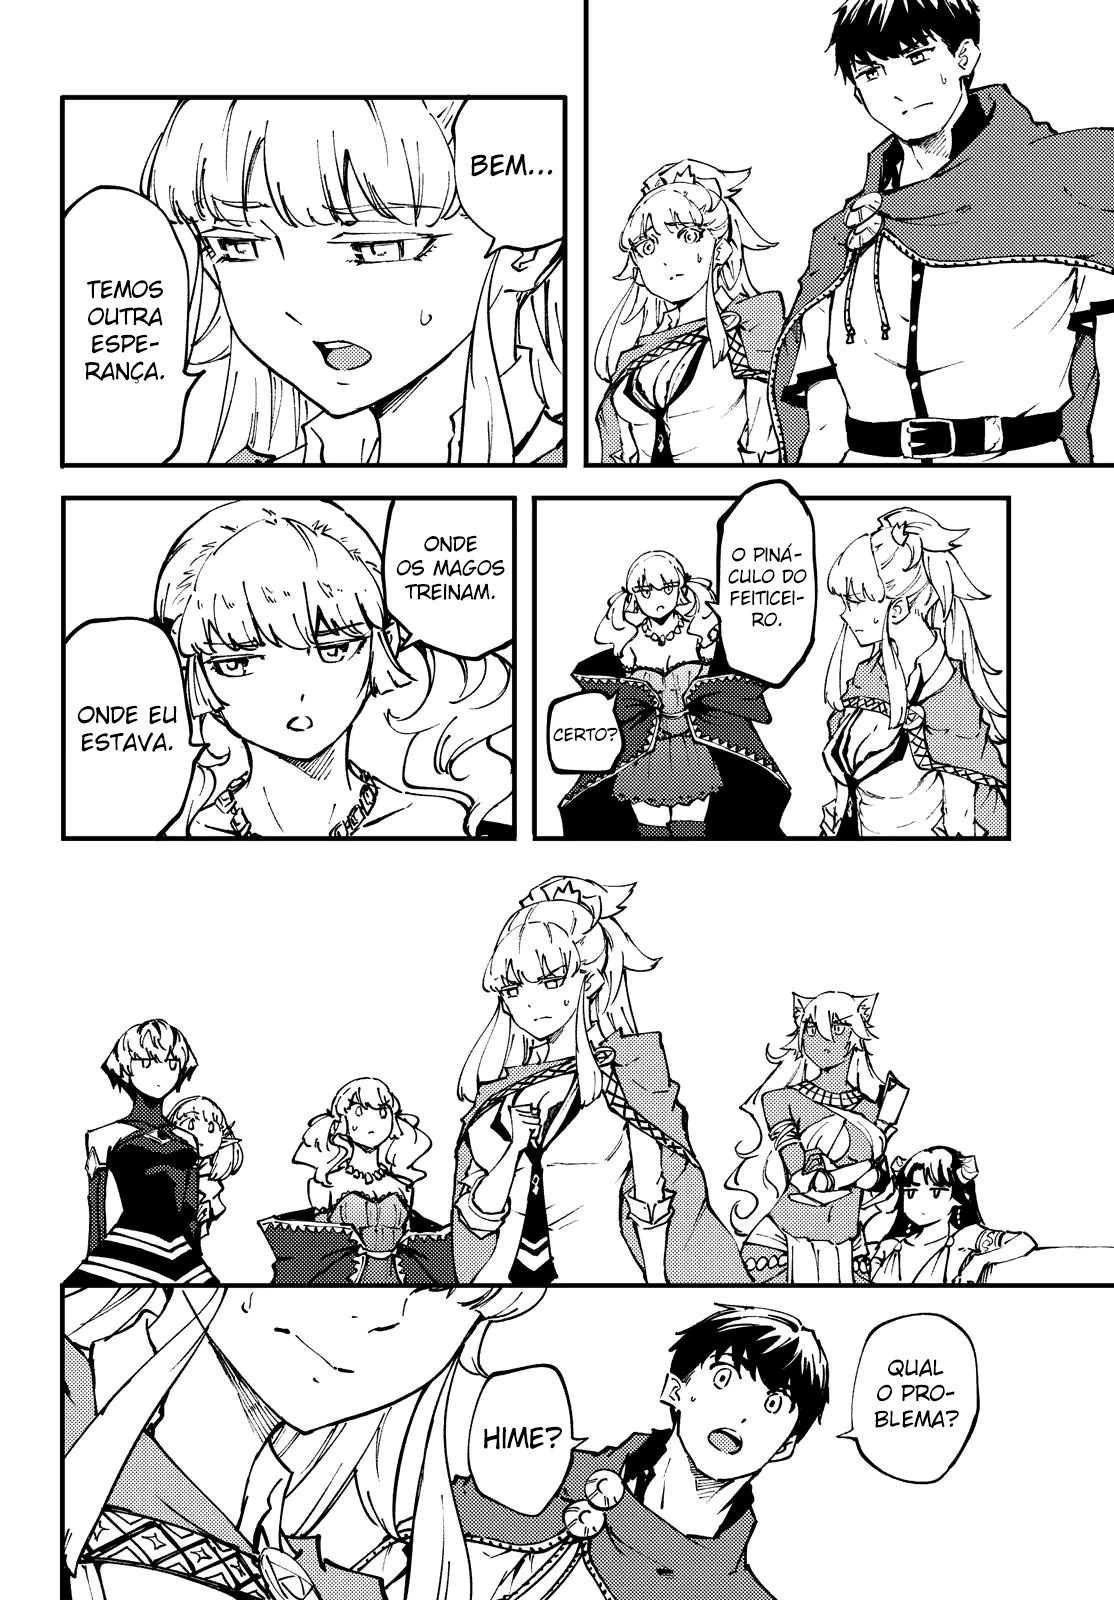 BEM...
TEMOS
OUTRA
ESPE-
RANÇA.
O PINÁ-
CULO DO
FEITICEI-
RO.
CERTO?
ONDE
OS MAGOS
TREINAM.
ONDE EU
ESTAVA.
QUAL
O PRO-
BLEMA?
HIME?